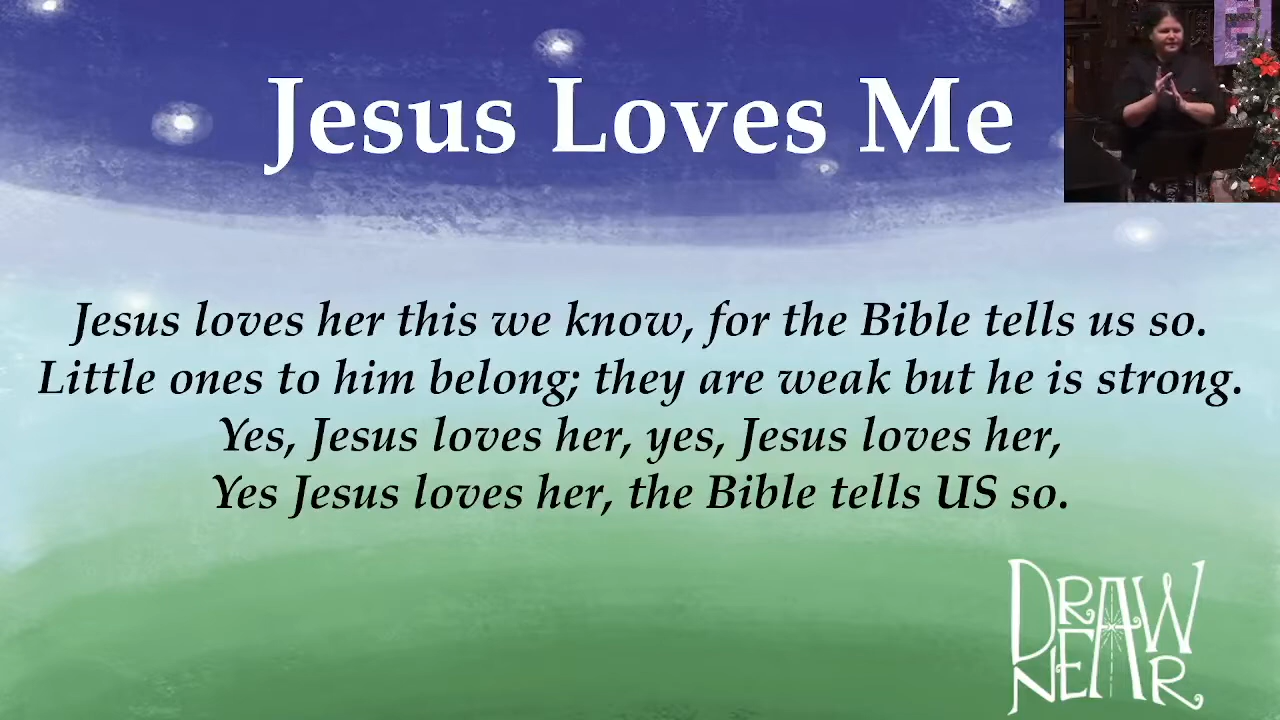 Jesus Loves Me
Jesus loves her this we know, for the Bible tells us so.
Little ones to him belong; they are weak but he is strong.
Yes, Jesus loves her, yes, Jesus loves her,
Yes Jesus loves her, the Bible tells US so.
DRAW
NEAR